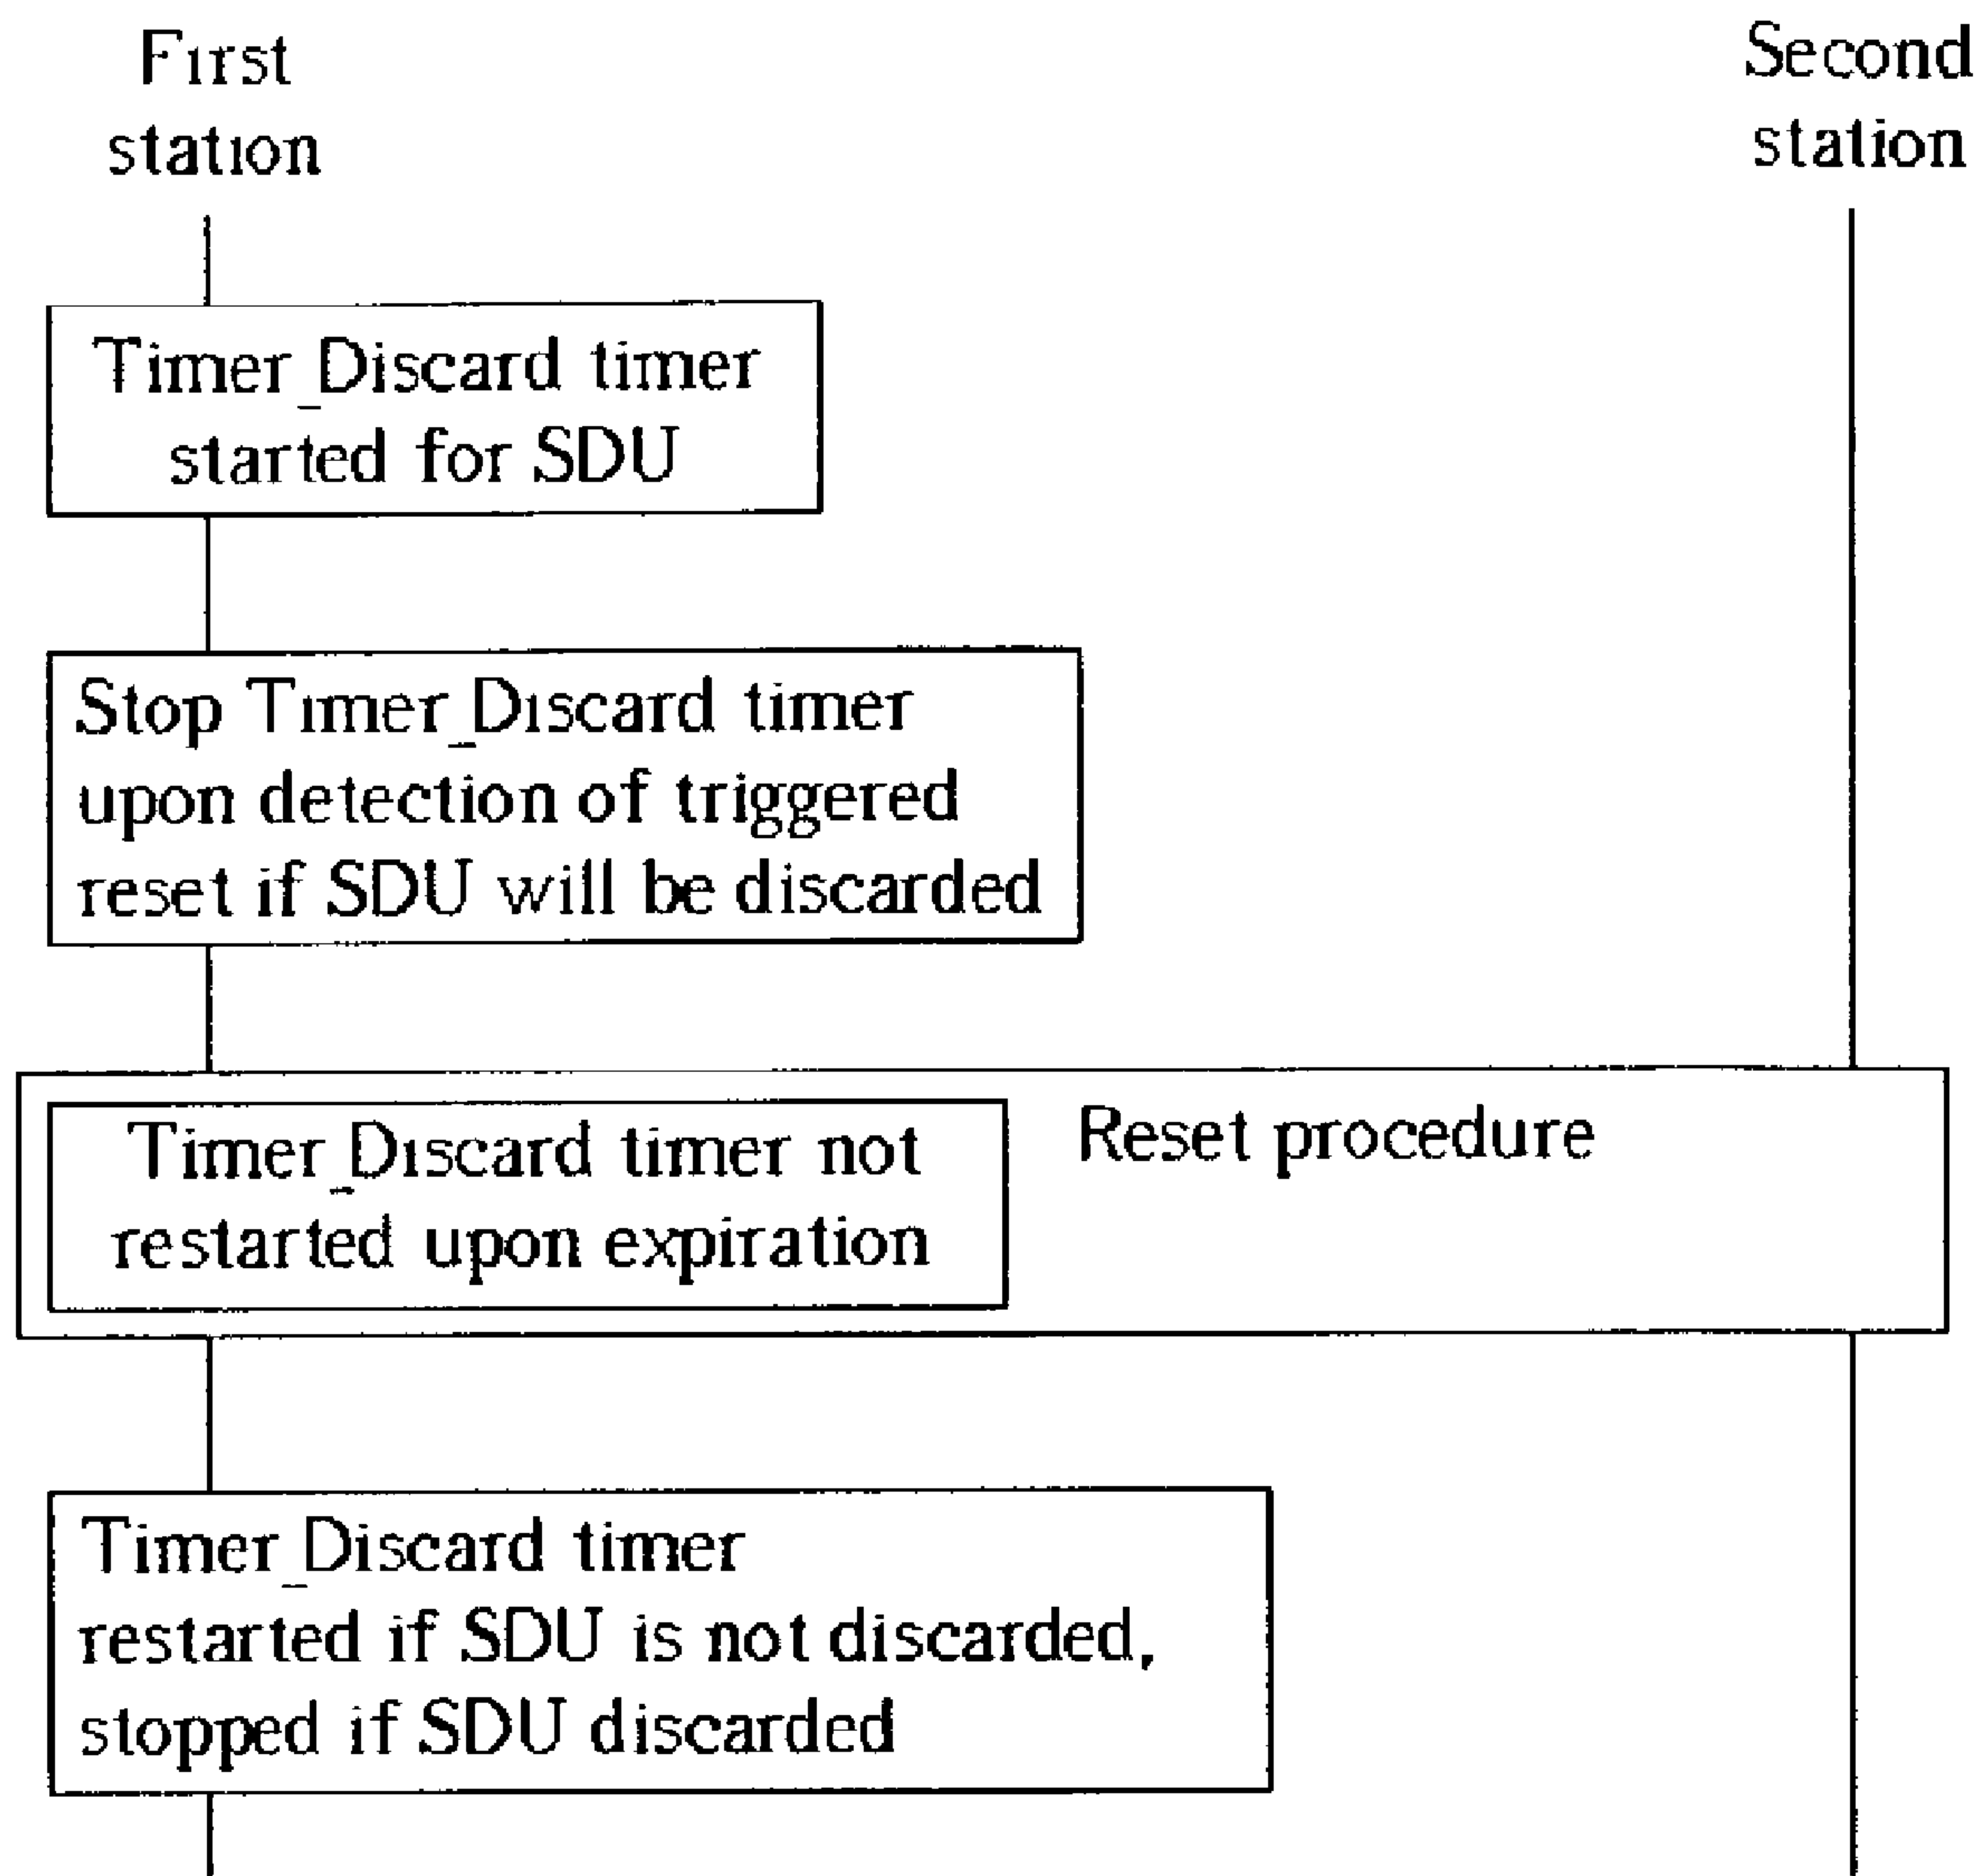 First
station
Second
station
Timer_Discard timer
started for SDU
Stop Timer_Discard timer
upon detection of triggered
reset if SDU will be discarded
Timer_Discard timer not
restarted upon expiration
Reset procedure
Timer_Discard timer
restarted if SDU is not discarded,
stopped if SDU discarded